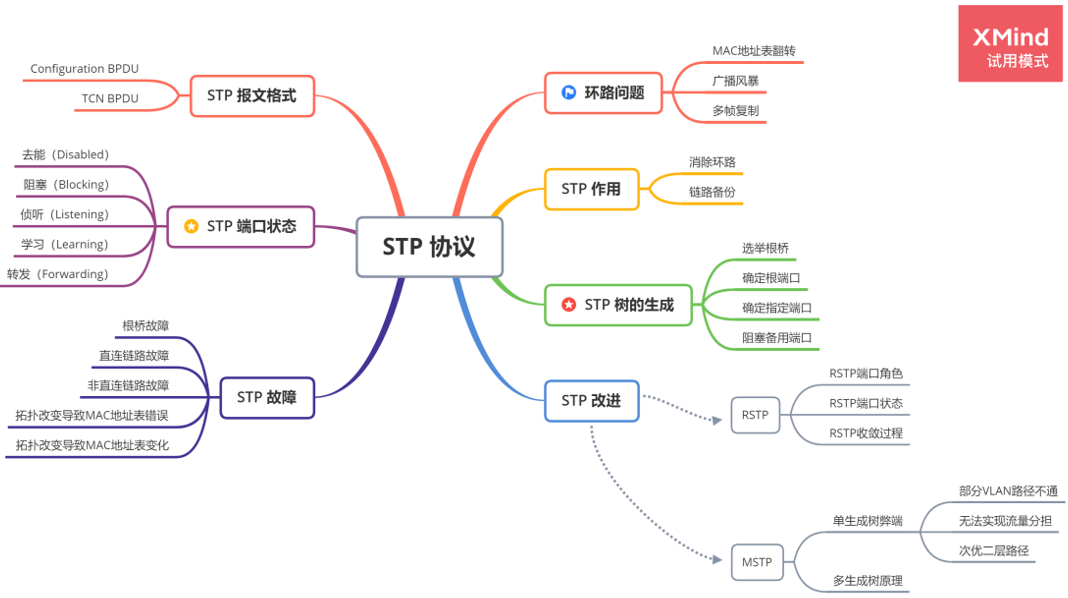 XMind
试用模式
STP 协议
环路问题
MAC地址表翻转
广播风暴
多帧复制
STP 作用
消除环路
链路备份
STP 树的生成
选举根桥
确定根端口
确定指定端口
阻塞备用端口
STP 改进
RSTP
RSTP端口角色
RSTP端口状态
RSTP收敛过程
MSTP
单生成树弊端
部分VLAN路径不通
无法实现流量分担
次优二层路径
多生成树原理
STP 报文格式
Configuration BPDU
TCN BPDU
STP 端口状态
去能（Disabled）
阻塞（Blocking）
侦听（Listening）
学习（Learning）
转发（Forwarding）
STP 故障
根桥故障
直连链路故障
非直连链路故障
拓扑改变导致MAC地址表错误
拓扑改变导致MAC地址表变化